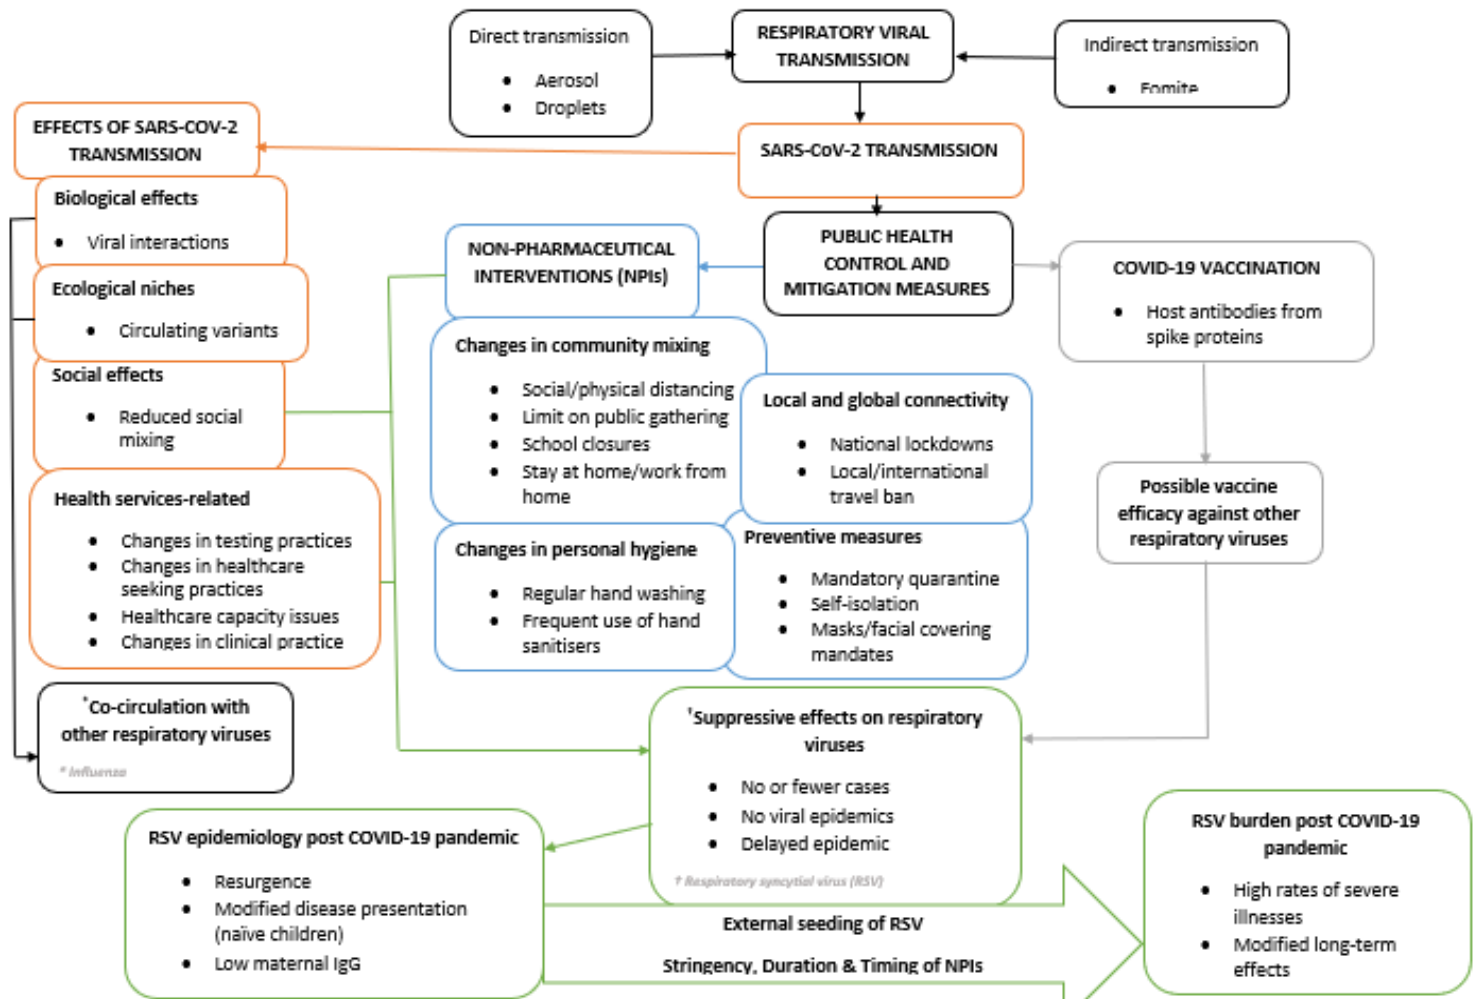 Direct transmission
• Aerosol
• Droplets
RESPIRATORY VIRAL
TRANSMISSION
Indirect transmission
• Fomite
EFFECTS OF SARS-COV-2
TRANSMISSION
SARS-CoV-2 TRANSMISSION
Biological effects
• Viral interactions
Ecological niches
• Circulating variants
Social effects
• Reduced social
mixing
Health services-related
• Changes in testing practices
• Changes in healthcare
seeking practices
• Healthcare capacity issues
• Changes in clinical practice
NON-PHARMACEUTICAL
INTERVENTIONS (NPIs)
PUBLIC HEALTH
CONTROL AND
MITIGATION MEASURES
COVID-19 VACCINATION
• Host antibodies from
spike proteins
Changes in community mixing
• Social/physical distancing
• Limit on public gathering
• School closures
• Stay at home/work from
home
Local and global connectivity
• National lockdowns
• Local/international
travel ban
Changes in personal hygiene
• Regular hand washing
• Frequent use of hand
sanitisers
Preventive measures
• Mandatory quarantine
• Self-isolation
• Masks/facial covering
mandates
Possible vaccine
efficacy against other
respiratory viruses
*Co-circulation with
other respiratory viruses
* Influenza
†Suppressive effects on respiratory
viruses
• No or fewer cases
• No viral epidemics
• Delayed epidemic
† Respiratory syncytial virus (RSV)
RSV epidemiology post COVID-19 pandemic
• Resurgence
• Modified disease presentation
(naïve children)
• Low maternal IgG
External seeding of RSV
Stringency, Duration & Timing of NPIs
RSV burden post COVID-19
pandemic
• High rates of severe
illnesses
• Modified long-term
effects